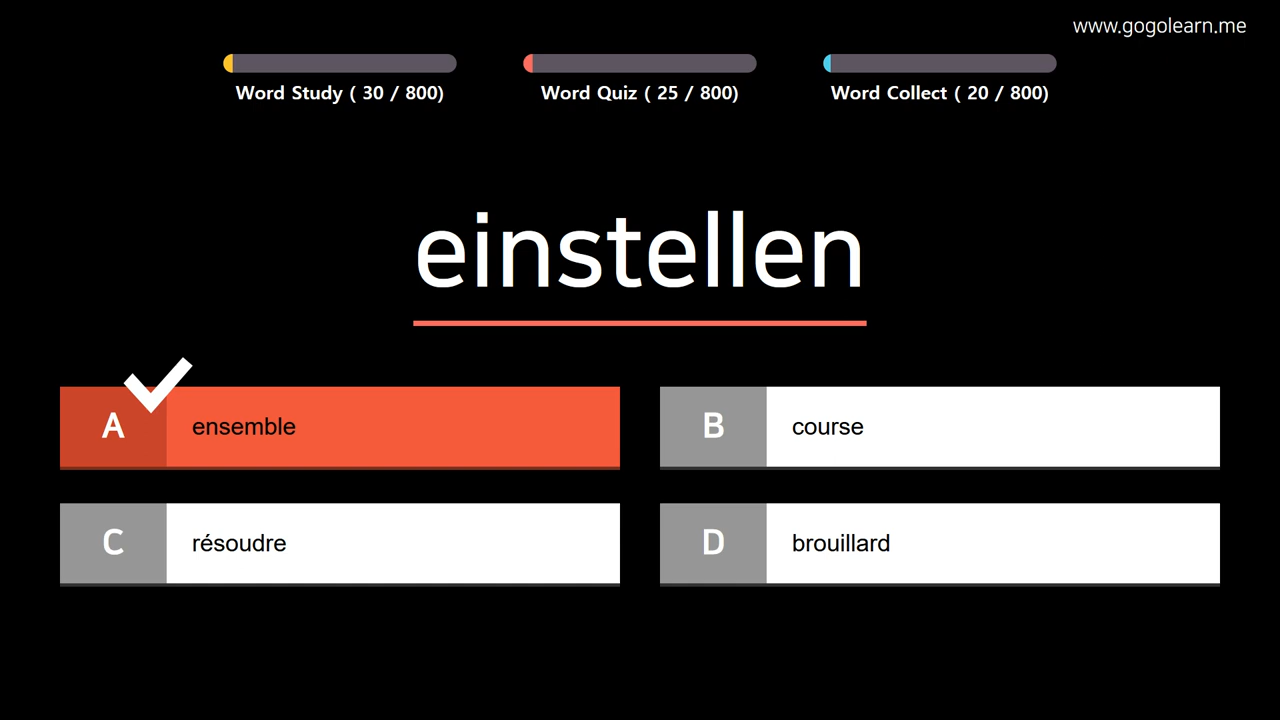 www.gogolearn.me
Word Study ( 30 / 800)
Word Quiz ( 25 / 800)
Word Collect ( 20 / 800)
einstellen
A ensemble
B course
C résoudre
D brouillard